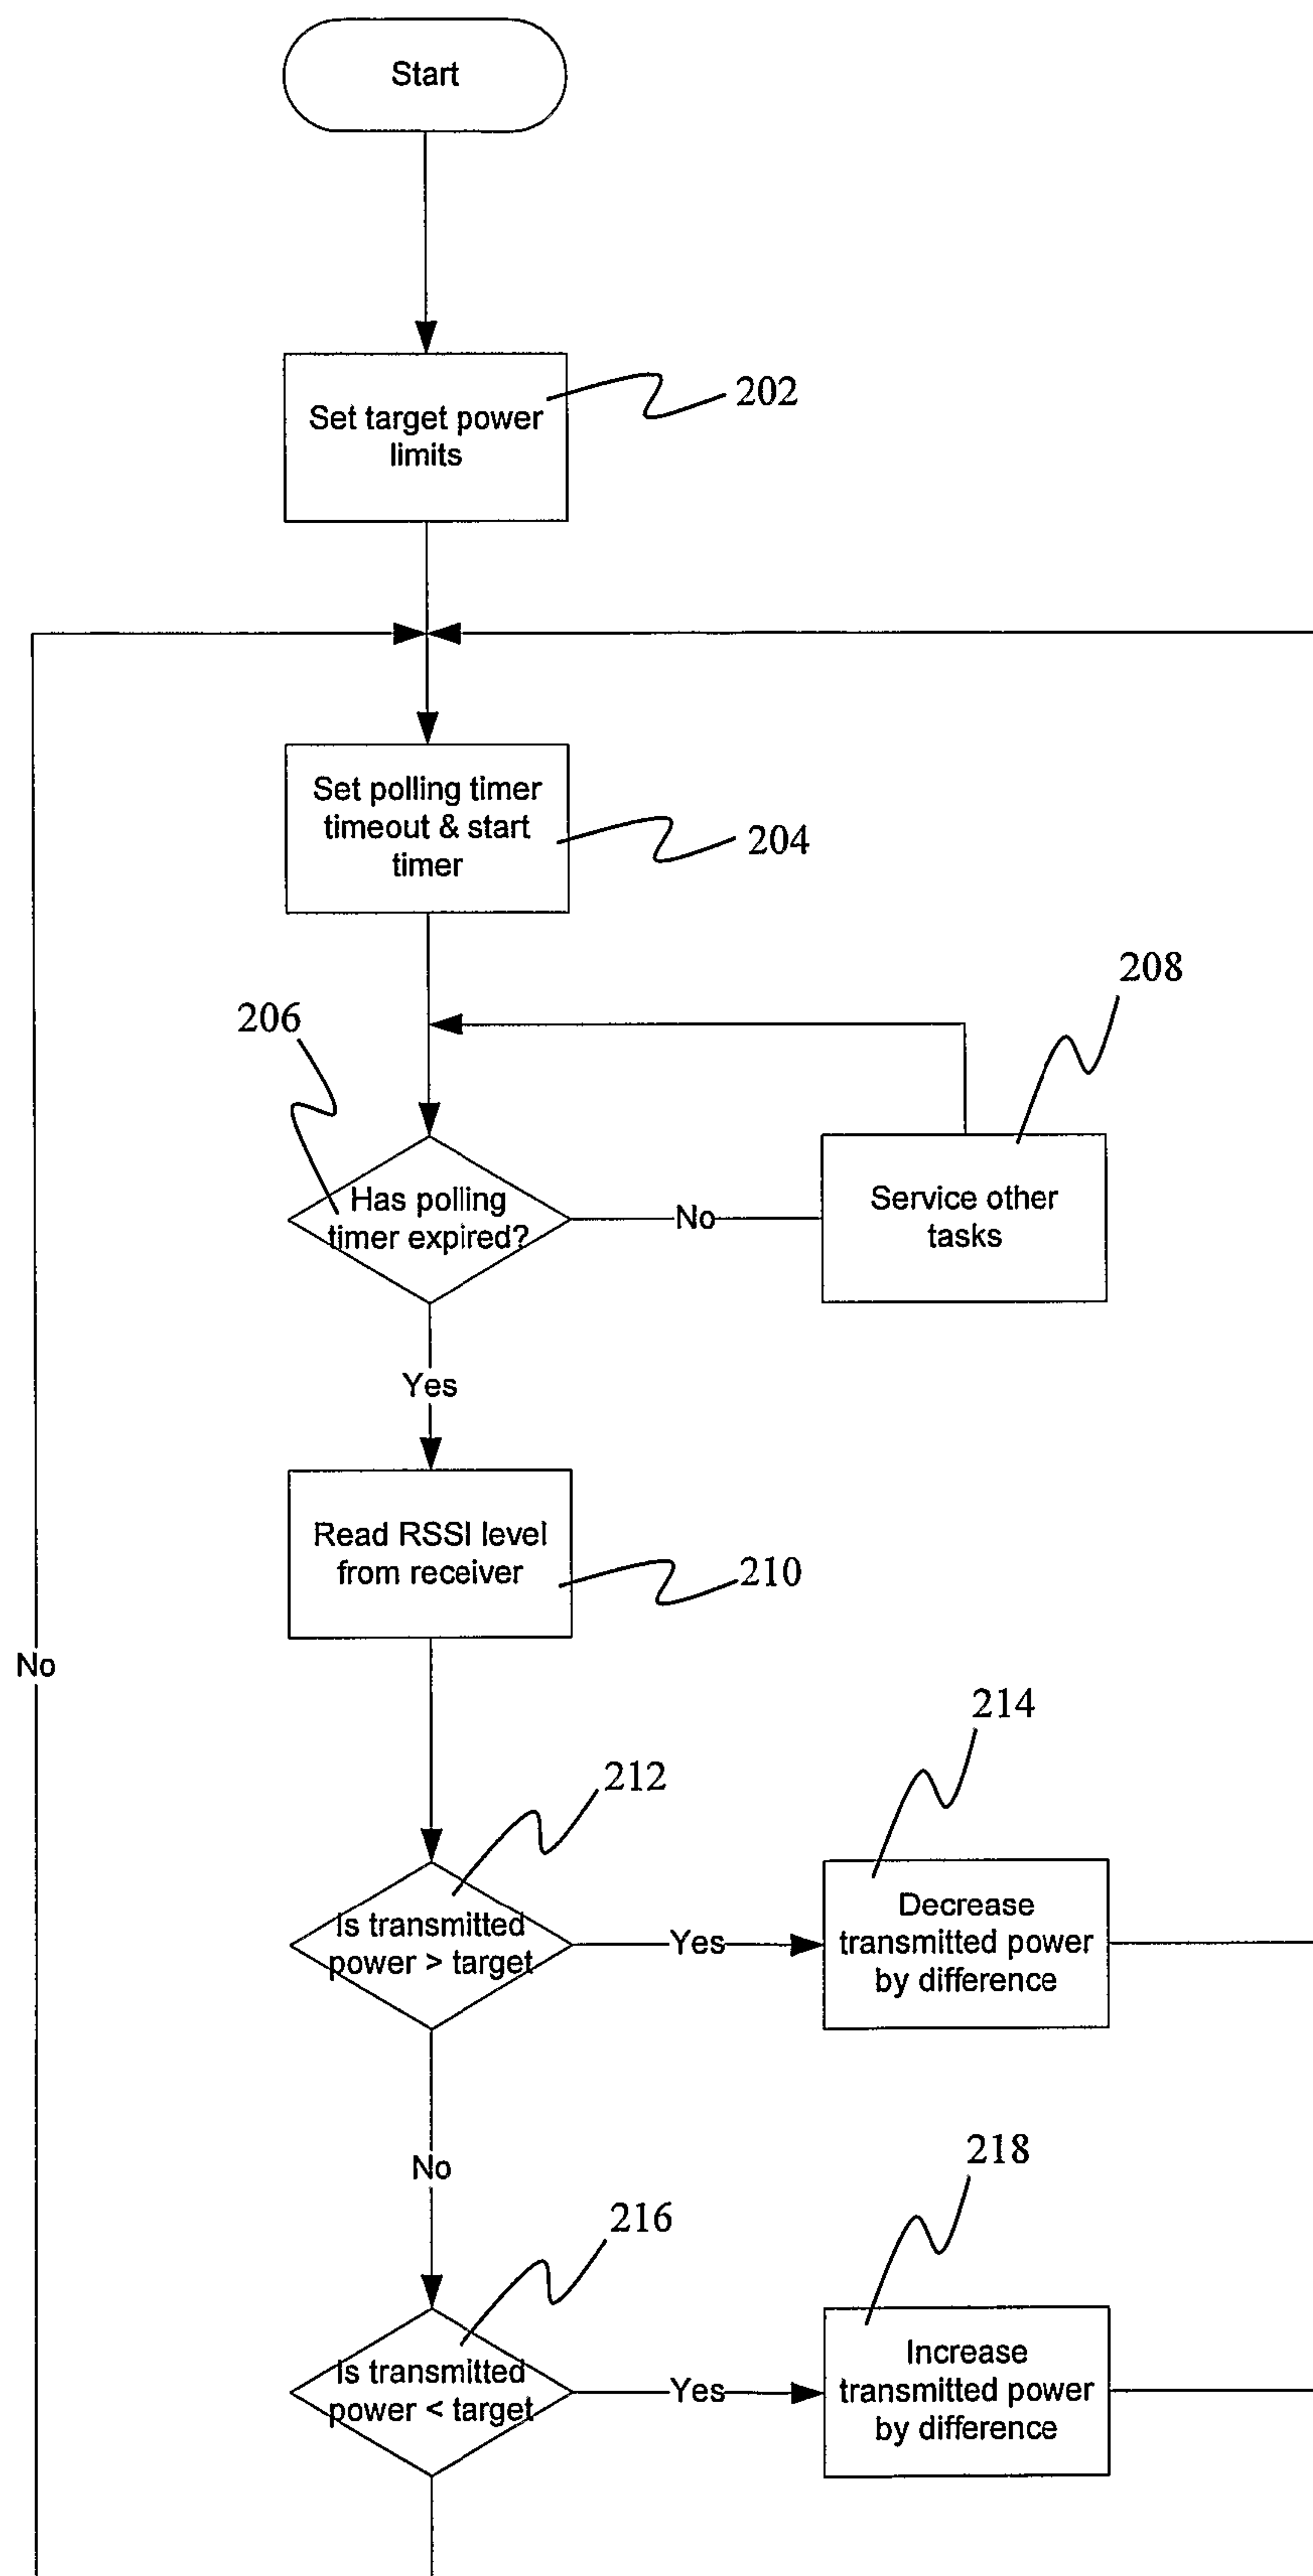 Start
Set target power
limits
202
Set polling timer
timeout & start
timer
204
206
208
Has polling
timer expired?
No
Service other
tasks
Yes
Read RSSI level
from receiver
210
No
212
214
Is transmitted
power > target
Yes
Decrease
transmitted power
by difference
No
216
218
Is transmitted
power < target
Yes
Increase
transmitted power
by difference